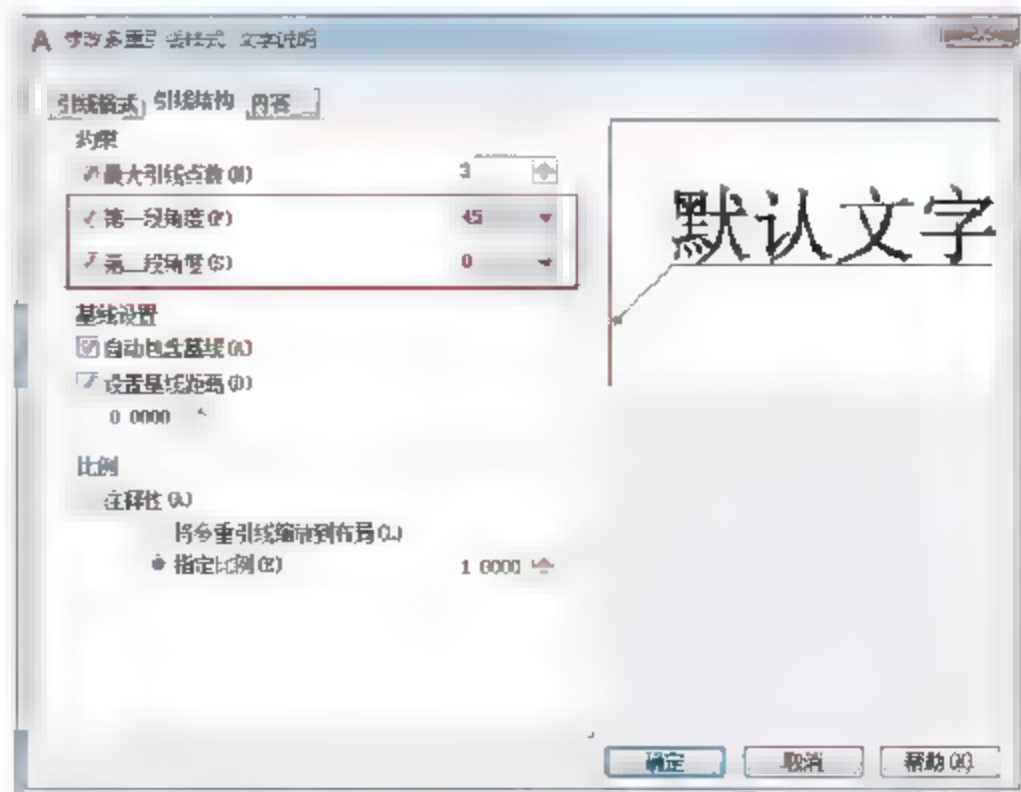 修改多重引线样式 文字说明
引线格式 引线结构 内容
约束
最大引线点数(M) 3
第一段角度(F) 45
第二段角度(S) 0
基线设置
自动包含基线(A)
设置基线距离(D)
0.0000
比例
注释性(A)
将多重引线缩放到布局(L)
指定比例(E) 1.0000
默认文字
确定 取消 帮助(H)